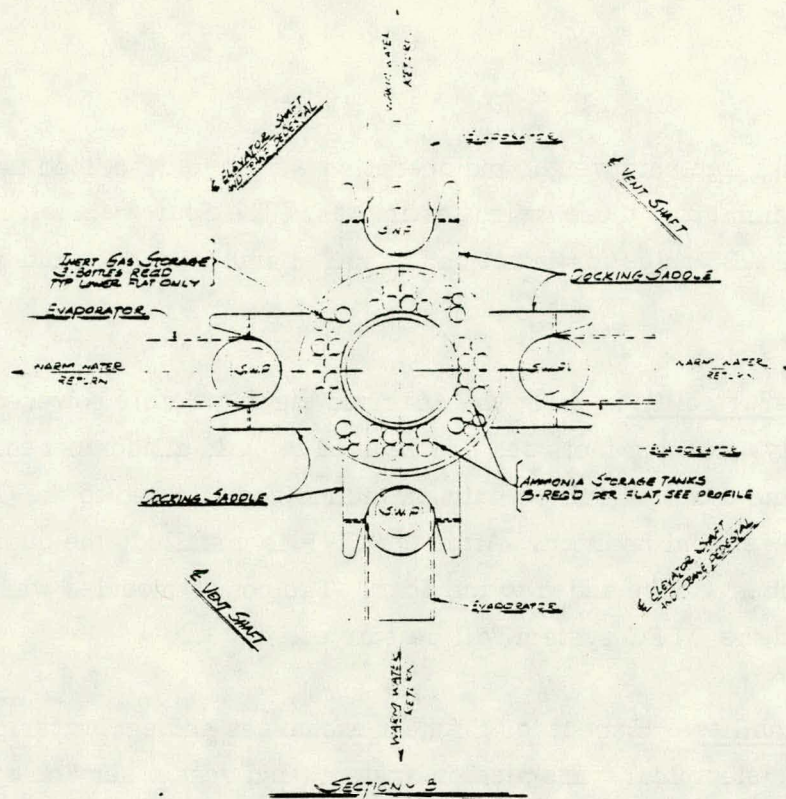 WARM WATER
RETURN
℄ ELEVATOR SHAFT
AND CRANE PEDESTAL
EVAPORATOR
℄ VENT SHAFT
S.W.P.
INERT GAS STORAGE
3-BOTTLES REQD
TYP LOWER FLAT ONLY
DOCKING SADDLE
EVAPORATOR
WARM WATER
RETURN
S.W.P.
S.W.P.
WARM WATER
RETURN
EVAPORATOR
AMMONIA STORAGE TANKS
8-REQD PER FLAT, SEE PROFILE
DOCKING SADDLE
S.W.P.
℄ ELEVATOR SHAFT
AND CRANE PEDESTAL
℄ VENT SHAFT
EVAPORATOR
WARM WATER
RETURN
SECTION B